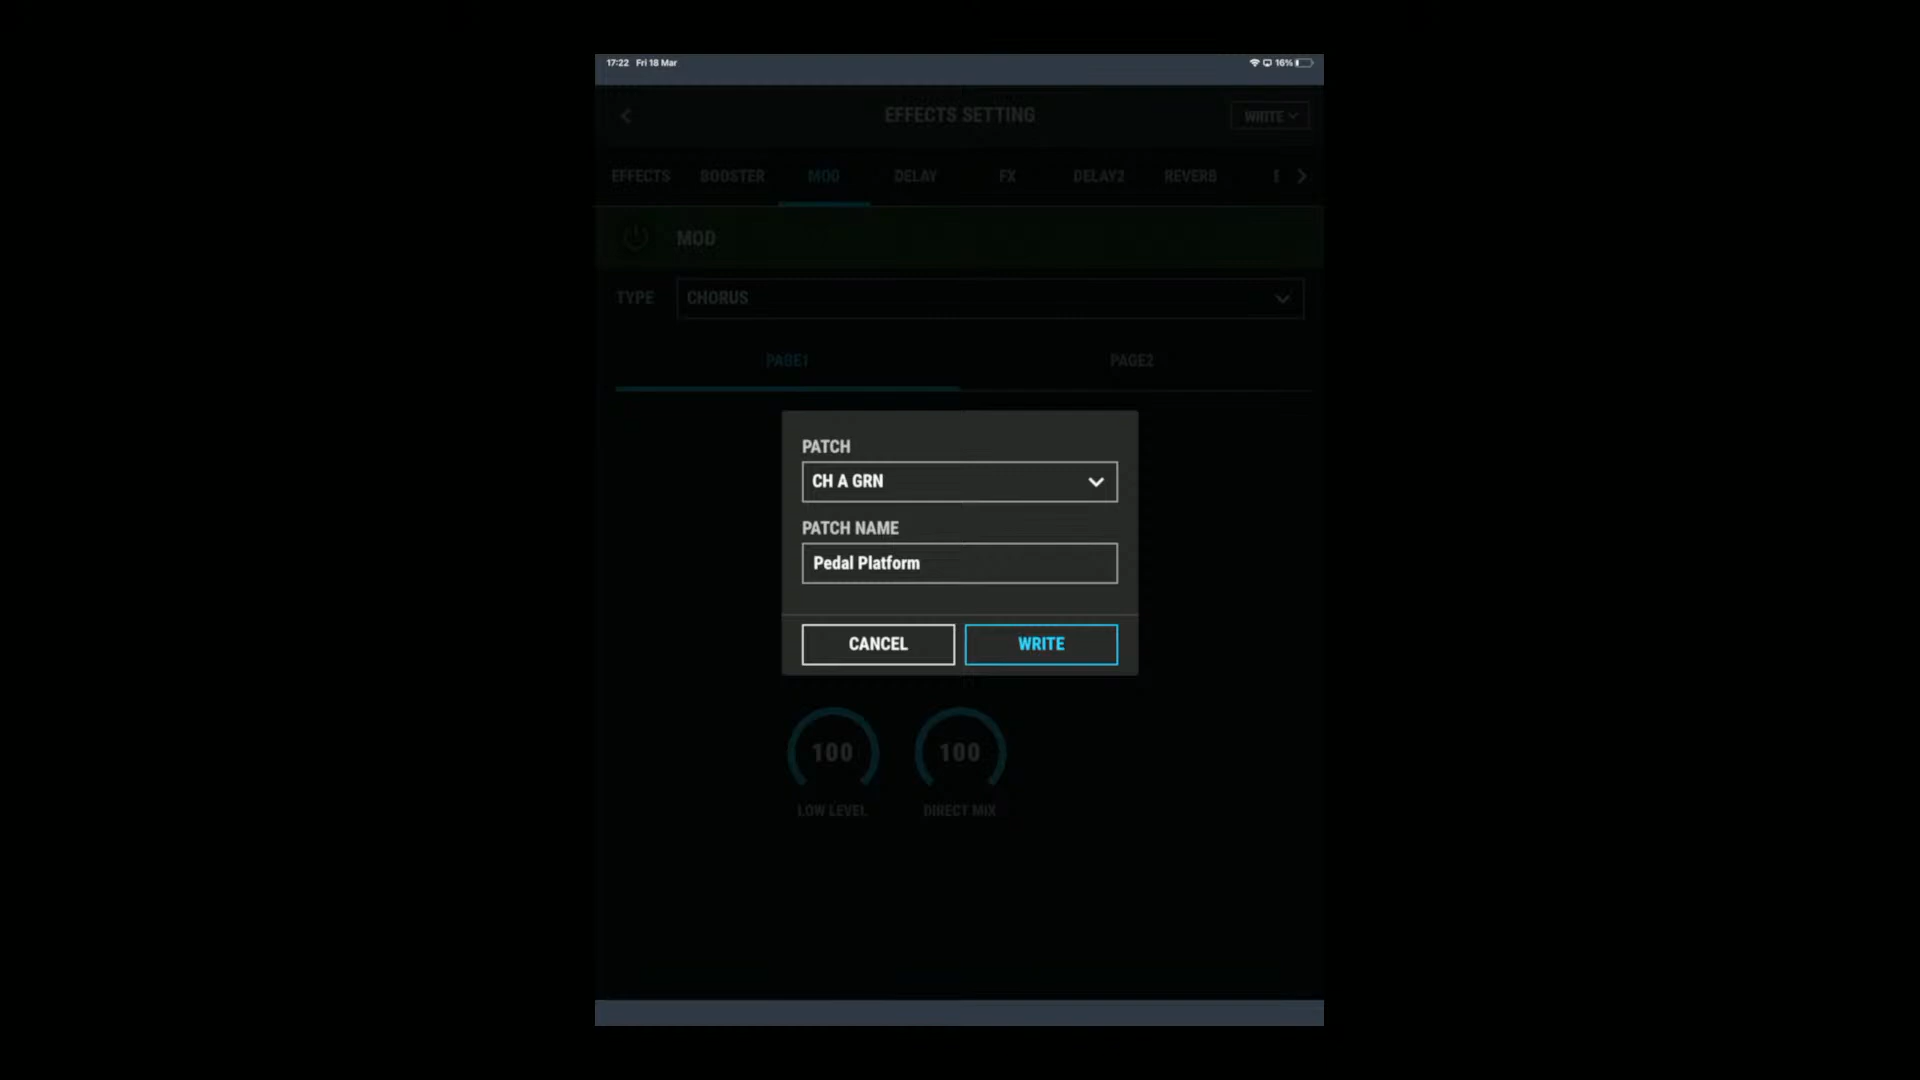 17:22 Fri 18 Mar 16%
EFFECTS SETTING
WRITE
EFFECTS BOOSTER MOD DELAY FX DELAY2 REVERB
MOD
TYPE CHORUS
PAGE1 PAGE2
PATCH
CH A GRN
PATCH NAME
Pedal Platform
CANCEL WRITE
100 100
LOW LEVEL DIRECT MIX